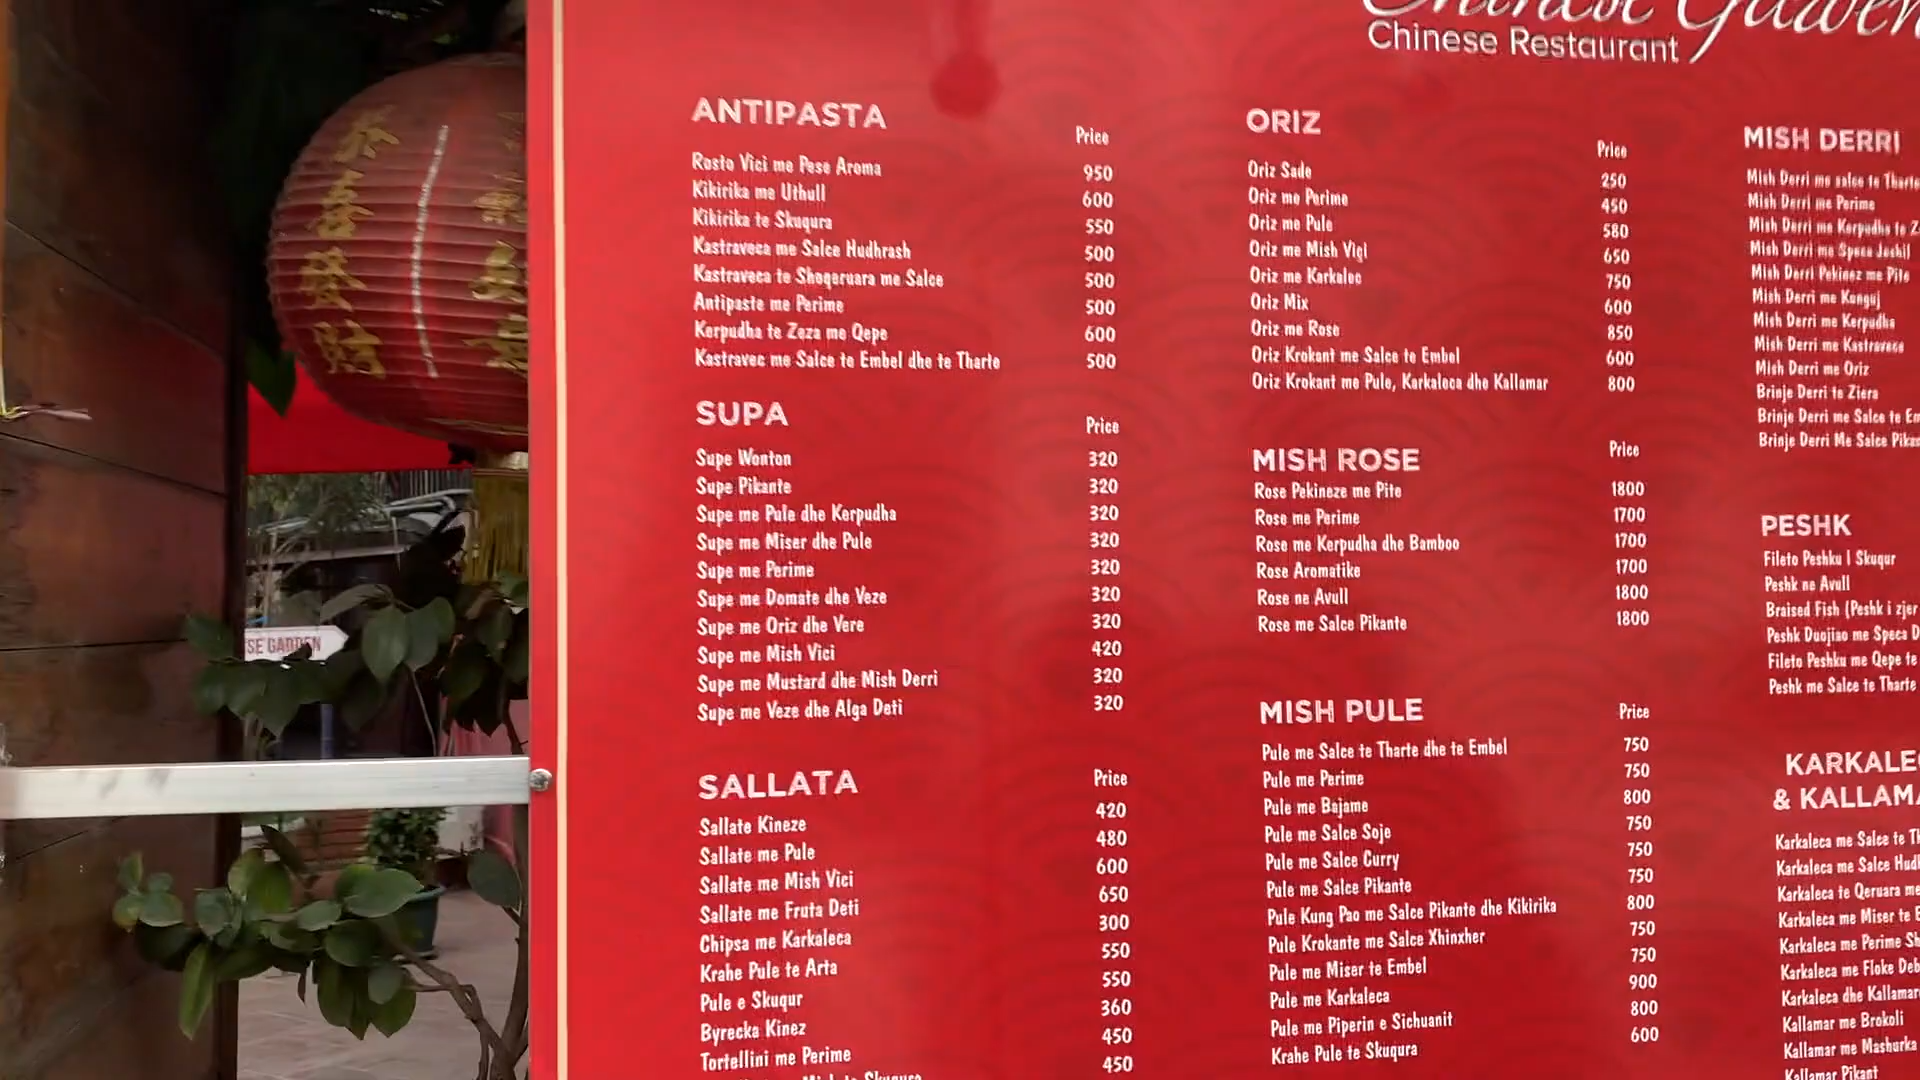 Chinese Garden
Chinese Restaurant
ANTIPASTA
Price
Rosto Vici me Pese Aroma 950
Kikirika me Uthull 600
Kikirika te Skuqura 550
Kastraveca me Salce Hudhrash 500
Kastraveca te Shoqeruara me Salce 500
Antipaste me Perime 500
Kerpudha te Zeza me Qepe 600
Kastravec me Salce te Embel dhe te Tharte 500
SUPA
Price
Supe Wonton 320
Supe Pikante 320
Supe me Pule dhe Kerpudha 320
Supe me Miser dhe Pule 320
Supe me Perime 320
Supe me Domate dhe Veze 320
Supe me Oriz dhe Vere 320
Supe me Mish Vici 420
Supe me Mustard dhe Mish Derri 320
Supe me Veze dhe Alga Deti 320
SALLATA
Price
Sallate Kineze 420
Sallate me Pule 480
Sallate me Mish Vici 600
Sallate me Fruta Deti 650
Chipsa me Karkaleca 300
Krahe Pule te Arta 550
Pule e Skuqur 550
Byrecka Kinez 360
Tortellini me Perime 450
450
ORIZ
Price
Oriz Sade 250
Oriz me Perime 450
Oriz me Pule 580
Oriz me Mish Viçi 650
Oriz me Karkalec 750
Oriz Mix 600
Oriz me Rose 850
Oriz Krokant me Salce te Embel 600
Oriz Krokant me Pule, Karkaleca dhe Kallamar 800
MISH ROSE
Price
Rose Pekineze me Pite 1800
Rose me Perime 1700
Rose me Kerpudha dhe Bamboo 1700
Rose Aromatike 1700
Rose ne Avull 1800
Rose me Salce Pikante 1800
MISH PULE
Price
Pule me Salce te Tharte dhe te Embel 750
Pule me Perime 750
Pule me Bajame 800
Pule me Salce Soje 750
Pule me Salce Curry 750
Pule me Salce Pikante 750
Pule Kung Pao me Salce Pikante dhe Kikirika 800
Pule Krokante me Salce Xhinxher 750
Pule me Miser te Embel 750
Pule me Karkaleca 900
Pule me Piperin e Sichuanit 800
Krahe Pule te Skuqura 600
MISH DERRI
Mish Derri me salce te Tharte
Mish Derri me Perime
Mish Derri me Kerpudha te
Mish Derri me Speca Jeshil
Mish Derri Pekinez me Pite
Mish Derri me Kunguj
Mish Derri me Kerpudha
Mish Derri me Kastraveca
Mish Derri me Oriz
Brinje Derri te Ziera
Brinje Derri me Salce te
Brinje Derri Me Salce
PESHK
Fileto Peshku I Skuqur
Peshk ne Avull
Braised Fish (Peshk i zjer
Peshk Duojiao me Speca
Fileto Peshku me Qepe te
Peshk me Salce te Tharte
KARKALE
& KALLAMA
Karkaleca me Salce te
Karkaleca me Salce
Karkaleca te Qeruara me
Karkaleca me Miser te
Karkaleca me Perime
Karkaleca me Floke
Karkaleca dhe Kallamar
Kallamar me Brokoli
Kallamar me Mashurka
Kallamar Pikant
SE GARDEN
恭喜發財